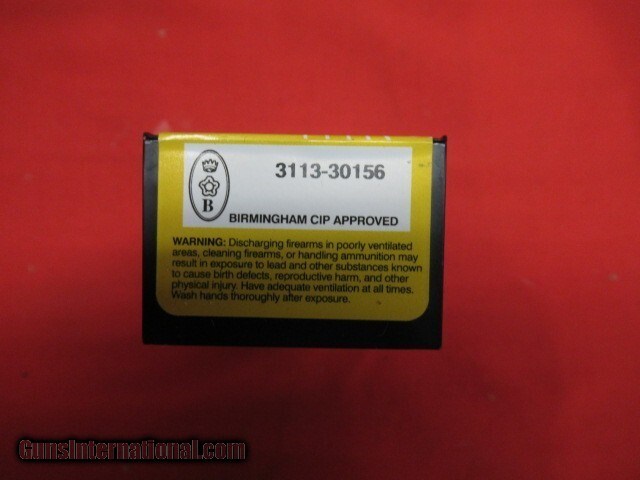 3113-30156
B
BIRMINGHAM CIP APPROVED
WARNING: Discharging firearms in poorly ventilated
areas, cleaning firearms, or handling ammunition may
result in exposure to lead and other substances known
to cause birth defects, reproductive harm, and other
physical injury. Have adequate ventilation at all times.
Wash hands thoroughly after exposure.
GunsInternational.com